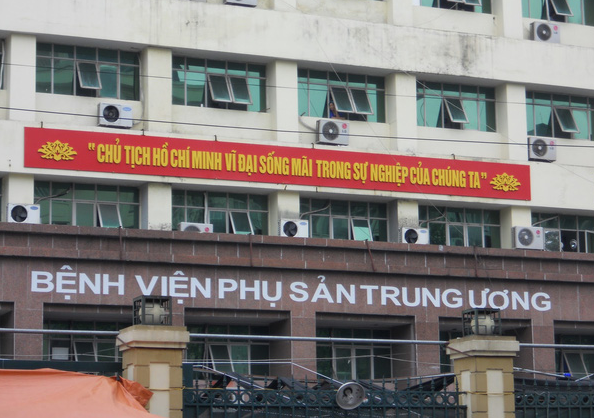 "CHỦ TỊCH HỒ CHÍ MINH VĨ ĐẠI SỐNG MÃI TRONG SỰ NGHIỆP CỦA CHÚNG TA"
BỆNH VIỆN PHỤ SẢN TRUNG ƯƠNG